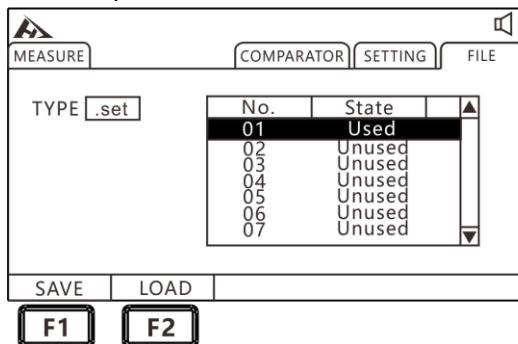 MEASURE COMPARATOR SETTING FILE
TYPE .set
No. State
01 Used
02 Unused
03 Unused
04 Unused
05 Unused
06 Unused
07 Unused
SAVE LOAD
F1 F2